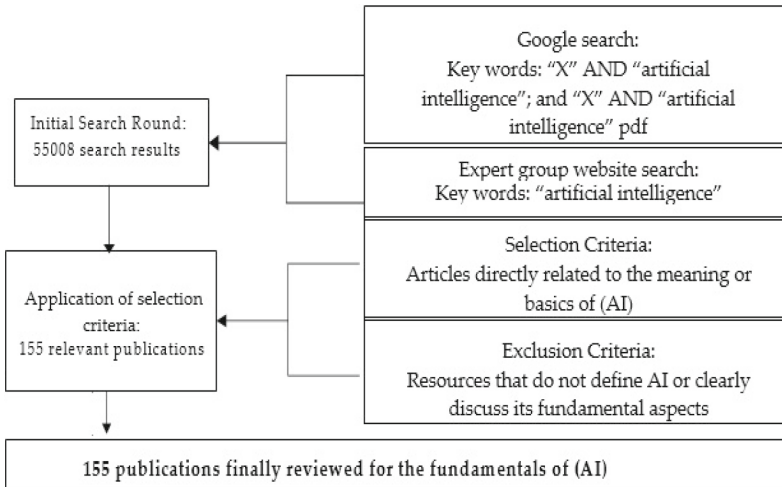 Google search:
Key words: “X” AND “artificial
intelligence”; and “X” AND “artificial
intelligence” pdf
Initial Search Round:
55008 search results
Expert group website search:
Key words: “artificial intelligence”
Selection Criteria:
Articles directly related to the meaning or
basics of (AI)
Application of selection
criteria:
155 relevant publications
Exclusion Criteria:
Resources that do not define AI or clearly
discuss its fundamental aspects
155 publications finally reviewed for the fundamentals of (AI)